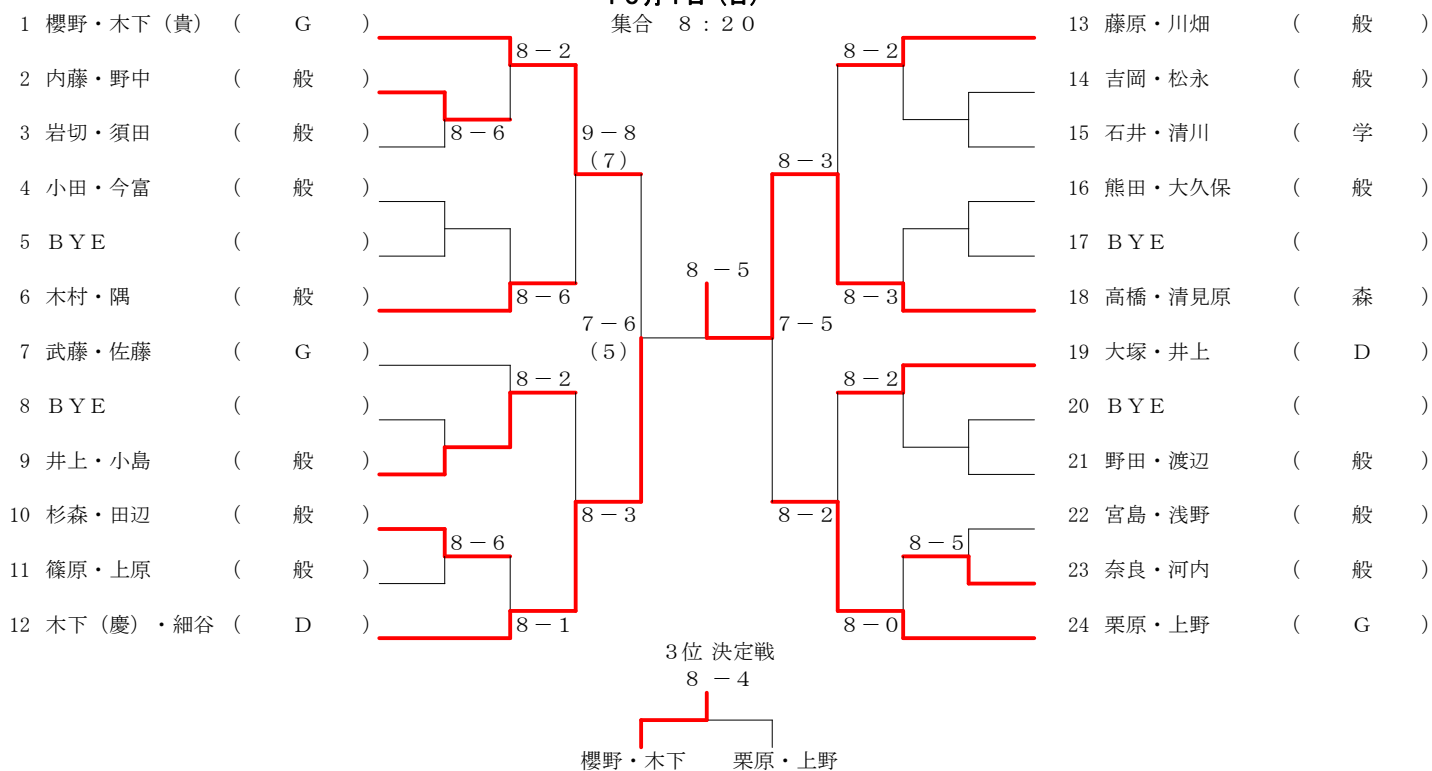 集合 8:20
1 櫻野・木下（貴） ( G )
2 内藤・野中 ( 般 )
3 岩切・須田 ( 般 )
4 小田・今富 ( 般 )
5 ＢＹＥ ( )
6 木村・隅 ( 般 )
7 武藤・佐藤 ( G )
8 ＢＹＥ ( )
9 井上・小島 ( 般 )
10 杉森・田辺 ( 般 )
11 篠原・上原 ( 般 )
12 木下（慶）・細谷 ( D )
8－2
8－6
9－8
(7)
8－6
7－6
(5)
8－2
8－3
8－6
8－1
8 －5
8－2
8－3
8－3
7－5
8－2
8－2
8－5
8－0
13 藤原・川畑 ( 般 )
14 吉岡・松永 ( 般 )
15 石井・清川 ( 学 )
16 熊田・大久保 ( 般 )
17 ＢＹＥ ( )
18 高橋・清見原 ( 森 )
19 大塚・井上 ( D )
20 ＢＹＥ ( )
21 野田・渡辺 ( 般 )
22 宮島・浅野 ( 般 )
23 奈良・河内 ( 般 )
24 栗原・上野 ( G )
3位 決定戦
8 －4
櫻野・木下 栗原・上野